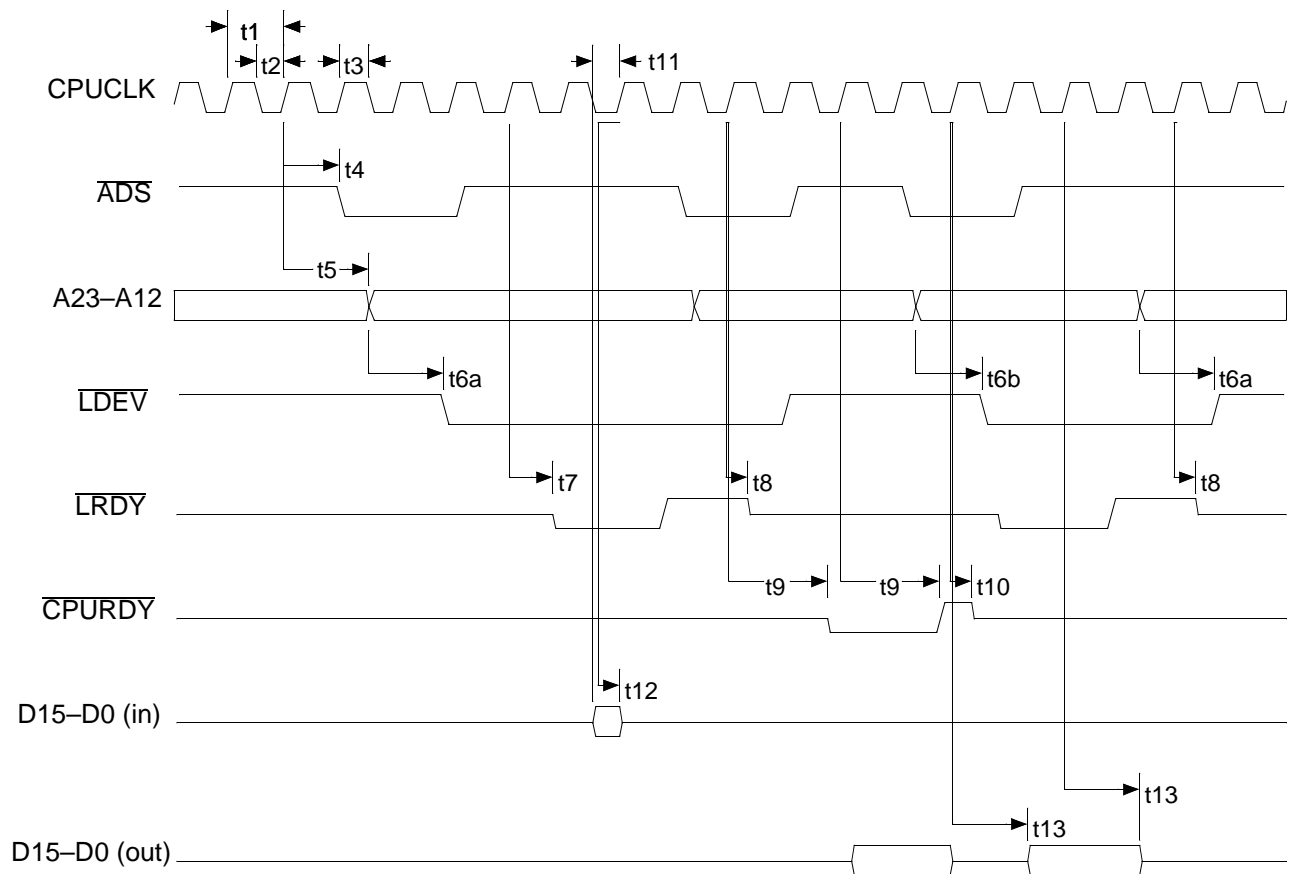 t1
t2 t3 t11
CPUCLK
t4
ADS
t5
A23–A12
t6a t6b t6a
LDEV
t7 t8 t8
LRDY
t9 t9 t10
CPURDY
t12
D15–D0 (in)
t13
t13
D15–D0 (out)